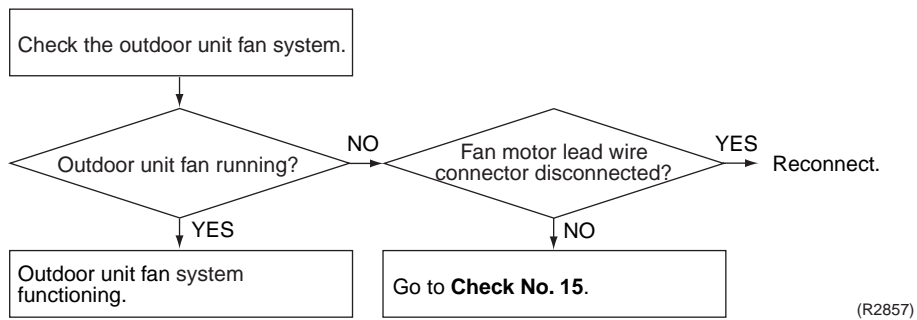 Check the outdoor unit fan system.
Outdoor unit fan running?
NO
Fan motor lead wire
connector disconnected?
YES
Reconnect.
YES
NO
Outdoor unit fan system
functioning.
Go to Check No. 15.
(R2857)